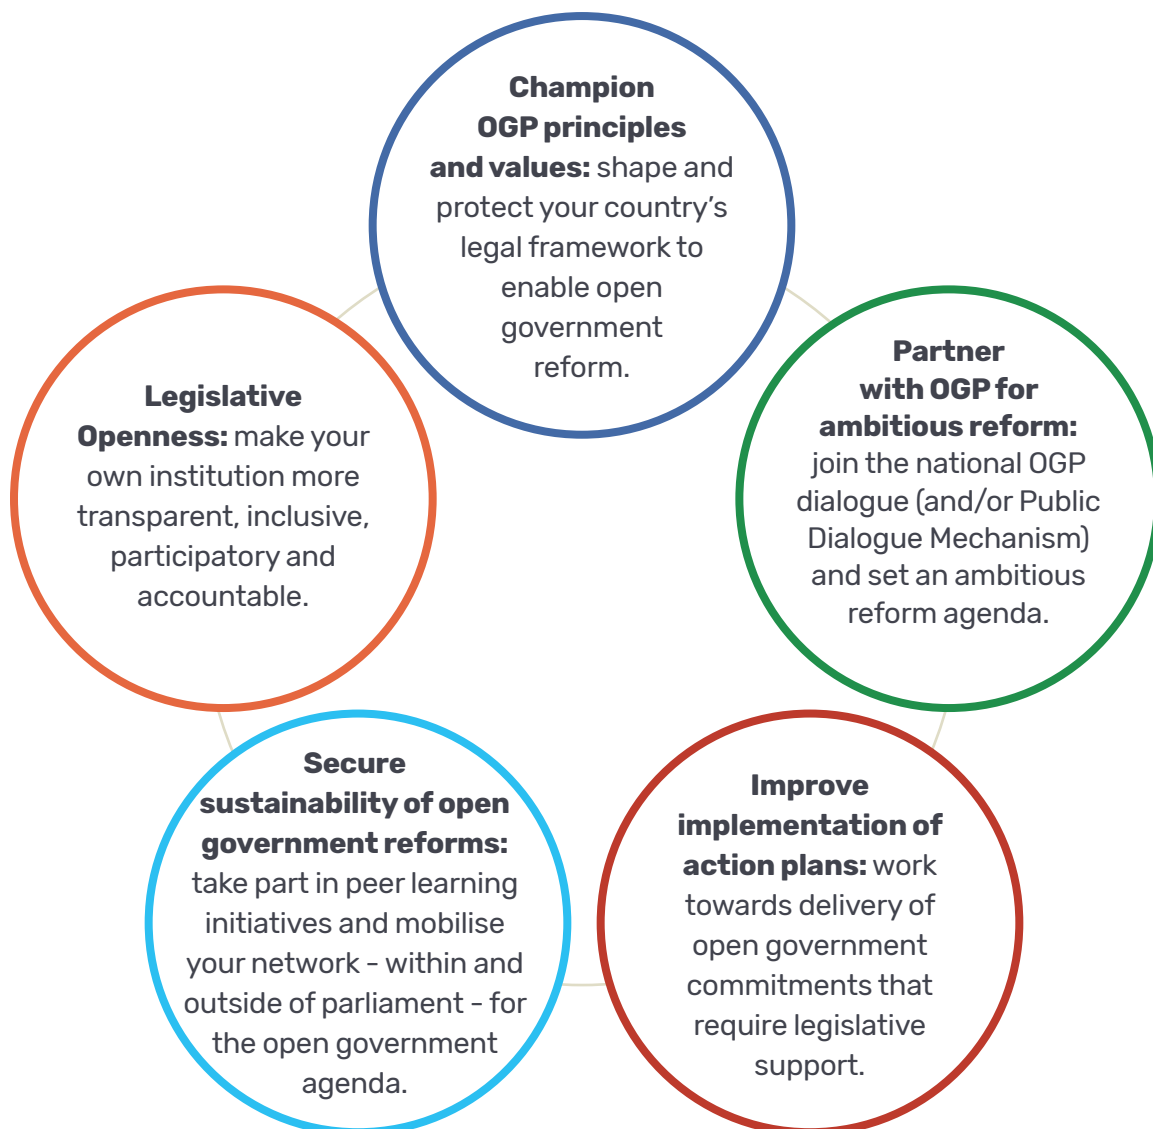 Champion
OGP principles
and values: shape and
protect your country’s
legal framework to
enable open
government
reform.
Partner
with OGP for
ambitious reform:
join the national OGP
dialogue (and/or Public
Dialogue Mechanism)
and set an ambitious
reform agenda.
Improve
implementation of
action plans: work
towards delivery of
open government
commitments that
require legislative
support.
Secure
sustainability of open
government reforms:
take part in peer learning
initiatives and mobilise
your network - within and
outside of parliament - for
the open government
agenda.
Legislative
Openness: make your
own institution more
transparent, inclusive,
participatory and
accountable.